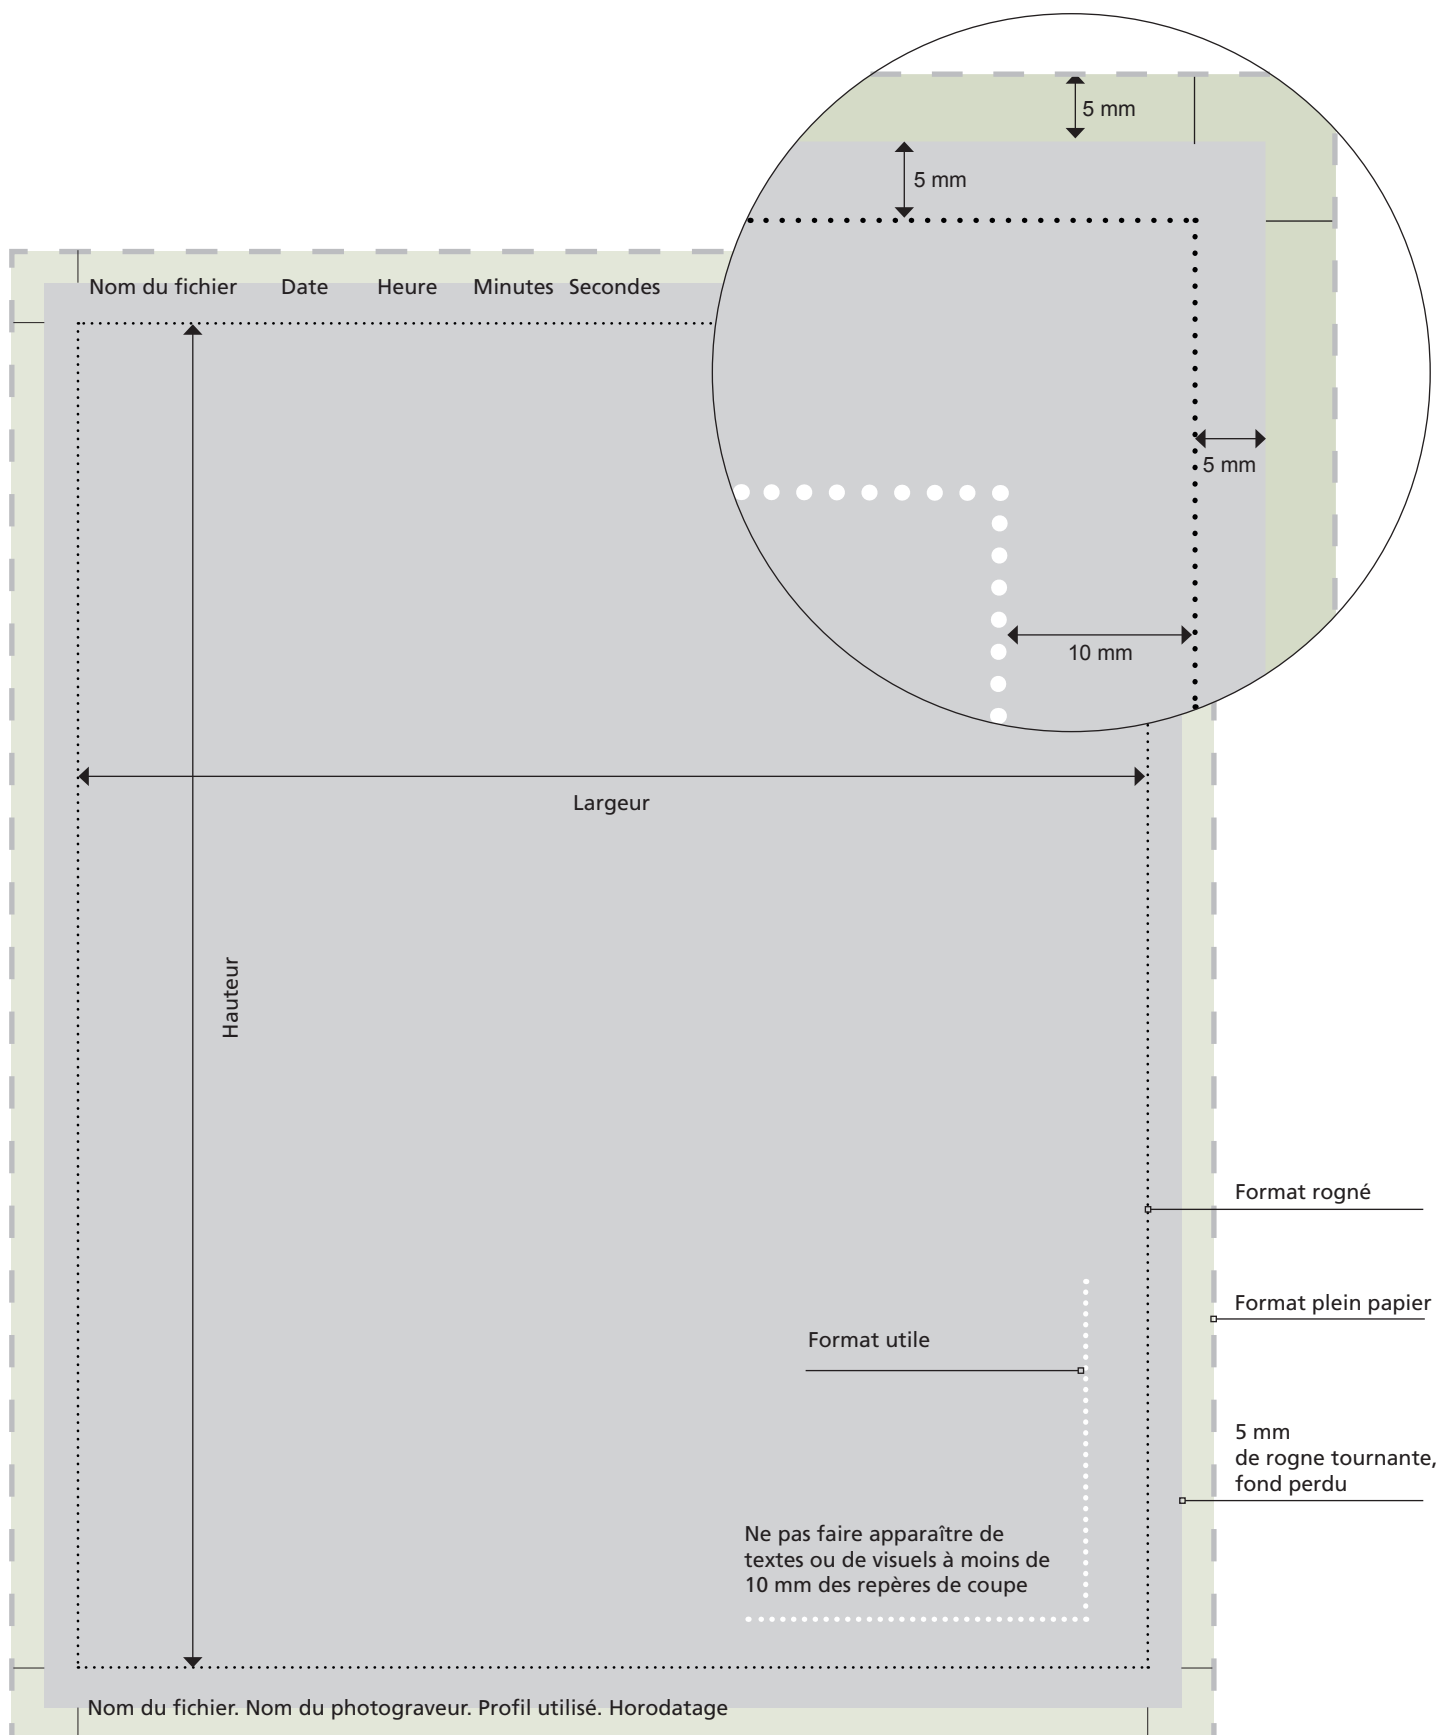 5 mm
5 mm
Nom du fichier Date Heure Minutes Secondes
5 mm
10 mm
Largeur
Hauteur
Format rogné
Format plein papier
Format utile
5 mm
de rogne tournante,
fond perdu
Ne pas faire apparaître de
textes ou de visuels à moins de
10 mm des repères de coupe
Nom du fichier. Nom du photograveur. Profil utilisé. Horodatage